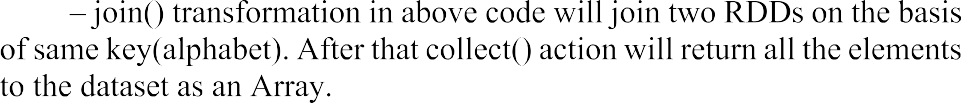 – join() transformation in above code will join two RDDs on the basis
of same key(alphabet). After that collect() action will return all the elements
to the dataset as an Array.